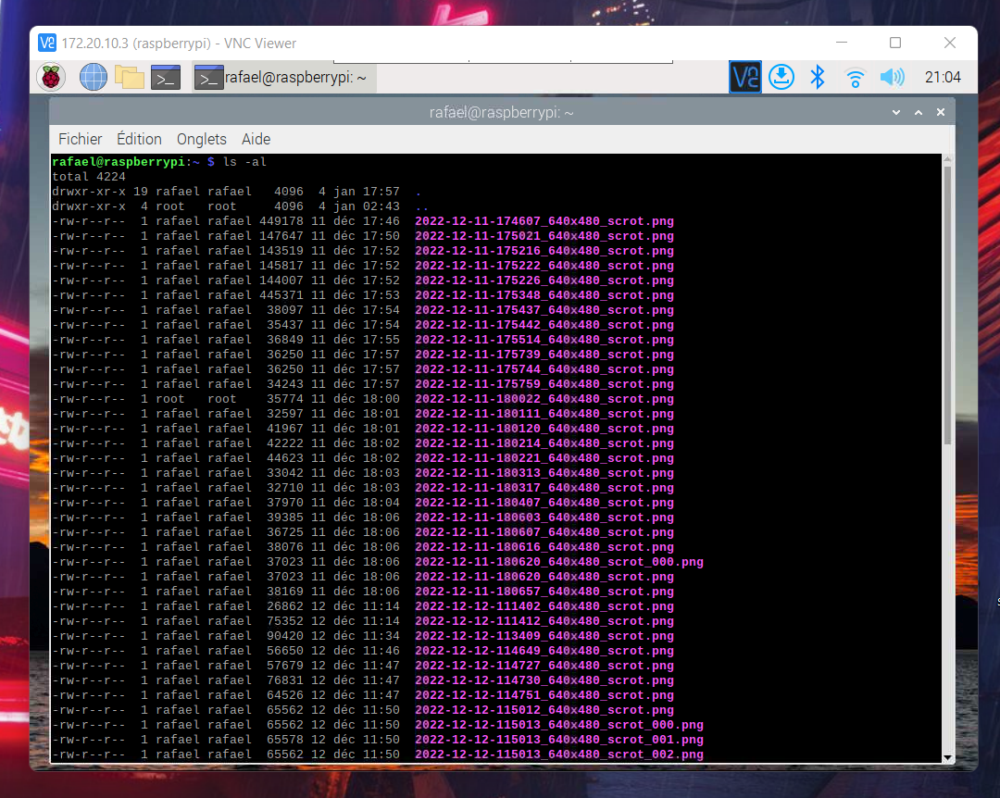 172.20.10.3 (raspberrypi) - VNC Viewer
rafael@raspberrypi: ~
21:04
rafael@raspberrypi: ~
Fichier Édition Onglets Aide
rafael@raspberrypi:~ $ ls -al
total 4224
drwxr-xr-x 19 rafael rafael   4096  4 jan 17:57  .
drwxr-xr-x  4 root   root     4096  4 jan 02:43  ..
-rw-r--r--  1 rafael rafael 449178 11 déc 17:46  2022-12-11-174607_640x480_scrot.png
-rw-r--r--  1 rafael rafael 147647 11 déc 17:50  2022-12-11-175021_640x480_scrot.png
-rw-r--r--  1 rafael rafael 143519 11 déc 17:52  2022-12-11-175216_640x480_scrot.png
-rw-r--r--  1 rafael rafael 145817 11 déc 17:52  2022-12-11-175222_640x480_scrot.png
-rw-r--r--  1 rafael rafael 144007 11 déc 17:52  2022-12-11-175226_640x480_scrot.png
-rw-r--r--  1 rafael rafael 445371 11 déc 17:53  2022-12-11-175348_640x480_scrot.png
-rw-r--r--  1 rafael rafael  38097 11 déc 17:54  2022-12-11-175437_640x480_scrot.png
-rw-r--r--  1 rafael rafael  35437 11 déc 17:54  2022-12-11-175442_640x480_scrot.png
-rw-r--r--  1 rafael rafael  36849 11 déc 17:55  2022-12-11-175514_640x480_scrot.png
-rw-r--r--  1 rafael rafael  36250 11 déc 17:57  2022-12-11-175739_640x480_scrot.png
-rw-r--r--  1 rafael rafael  36250 11 déc 17:57  2022-12-11-175744_640x480_scrot.png
-rw-r--r--  1 rafael rafael  34243 11 déc 17:57  2022-12-11-175759_640x480_scrot.png
-rw-r--r--  1 root   root    35774 11 déc 18:00  2022-12-11-180022_640x480_scrot.png
-rw-r--r--  1 rafael rafael  32597 11 déc 18:01  2022-12-11-180111_640x480_scrot.png
-rw-r--r--  1 rafael rafael  41967 11 déc 18:01  2022-12-11-180120_640x480_scrot.png
-rw-r--r--  1 rafael rafael  42222 11 déc 18:02  2022-12-11-180214_640x480_scrot.png
-rw-r--r--  1 rafael rafael  44623 11 déc 18:02  2022-12-11-180221_640x480_scrot.png
-rw-r--r--  1 rafael rafael  33042 11 déc 18:03  2022-12-11-180313_640x480_scrot.png
-rw-r--r--  1 rafael rafael  32710 11 déc 18:03  2022-12-11-180317_640x480_scrot.png
-rw-r--r--  1 rafael rafael  37970 11 déc 18:04  2022-12-11-180407_640x480_scrot.png
-rw-r--r--  1 rafael rafael  39385 11 déc 18:06  2022-12-11-180603_640x480_scrot.png
-rw-r--r--  1 rafael rafael  36725 11 déc 18:06  2022-12-11-180607_640x480_scrot.png
-rw-r--r--  1 rafael rafael  38076 11 déc 18:06  2022-12-11-180616_640x480_scrot.png
-rw-r--r--  1 rafael rafael  37023 11 déc 18:06  2022-12-11-180620_640x480_scrot_000.png
-rw-r--r--  1 rafael rafael  37023 11 déc 18:06  2022-12-11-180620_640x480_scrot.png
-rw-r--r--  1 rafael rafael  38169 11 déc 18:06  2022-12-11-180657_640x480_scrot.png
-rw-r--r--  1 rafael rafael  26862 12 déc 11:14  2022-12-12-111402_640x480_scrot.png
-rw-r--r--  1 rafael rafael  75352 12 déc 11:14  2022-12-12-111412_640x480_scrot.png
-rw-r--r--  1 rafael rafael  90420 12 déc 11:34  2022-12-12-113409_640x480_scrot.png
-rw-r--r--  1 rafael rafael  56650 12 déc 11:46  2022-12-12-114649_640x480_scrot.png
-rw-r--r--  1 rafael rafael  57679 12 déc 11:47  2022-12-12-114727_640x480_scrot.png
-rw-r--r--  1 rafael rafael  76831 12 déc 11:47  2022-12-12-114730_640x480_scrot.png
-rw-r--r--  1 rafael rafael  64526 12 déc 11:47  2022-12-12-114751_640x480_scrot.png
-rw-r--r--  1 rafael rafael  65562 12 déc 11:50  2022-12-12-115012_640x480_scrot.png
-rw-r--r--  1 rafael rafael  65562 12 déc 11:50  2022-12-12-115013_640x480_scrot_000.png
-rw-r--r--  1 rafael rafael  65578 12 déc 11:50  2022-12-12-115013_640x480_scrot_001.png
-rw-r--r--  1 rafael rafael  65562 12 déc 11:50  2022-12-12-115013_640x480_scrot_002.png